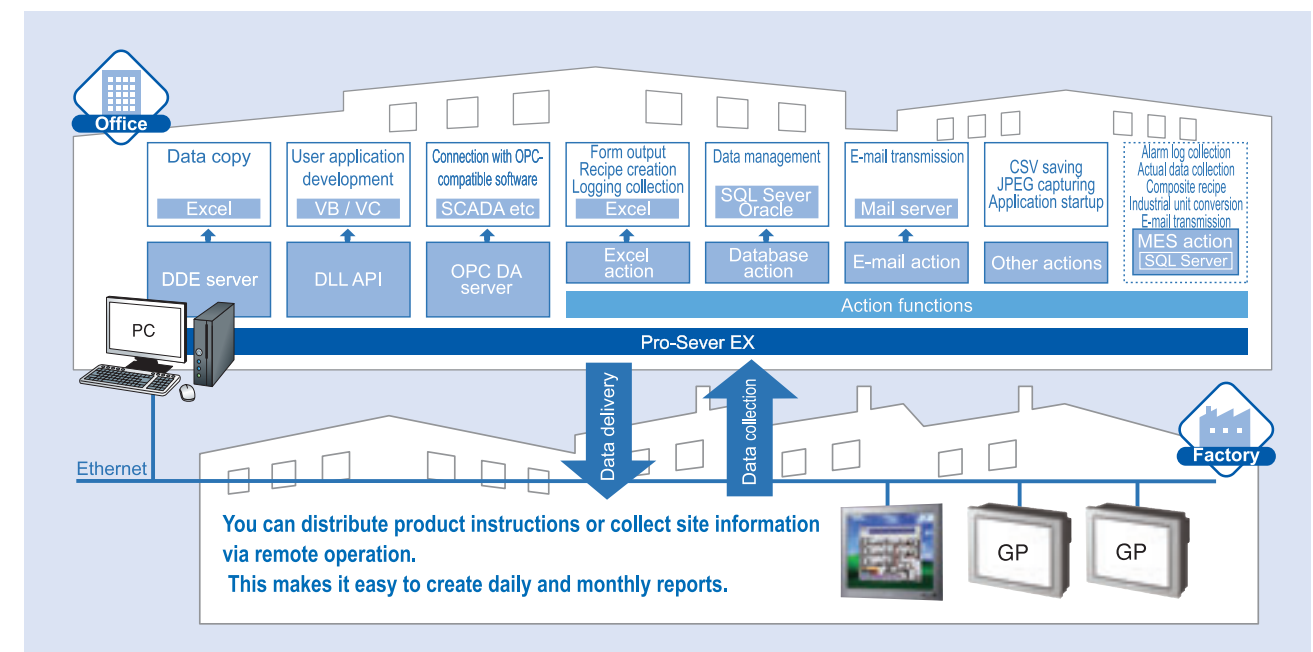 Office
Data copy
Excel
DDE server
User application
development
VB / VC
DLL API
Connection with OPC-
compatible software
SCADA etc
OPC DA
server
Form output
Recipe creation
Logging collection
Excel
Excel
action
Data management
SQL Sever
Oracle
Database
action
E-mail transmission
Mail server
E-mail action
CSV saving
JPEG capturing
Application startup
Other actions
Alarm log collection
Actual data collection
Composite recipe
Industrial unit conversion
E-mail transmission
MES action
SQL Server
Action functions
PC
Pro-Sever EX
Data delivery
Data collection
Factory
Ethernet
You can distribute product instructions or collect site information
via remote operation.
This makes it easy to create daily and monthly reports.
GP
GP